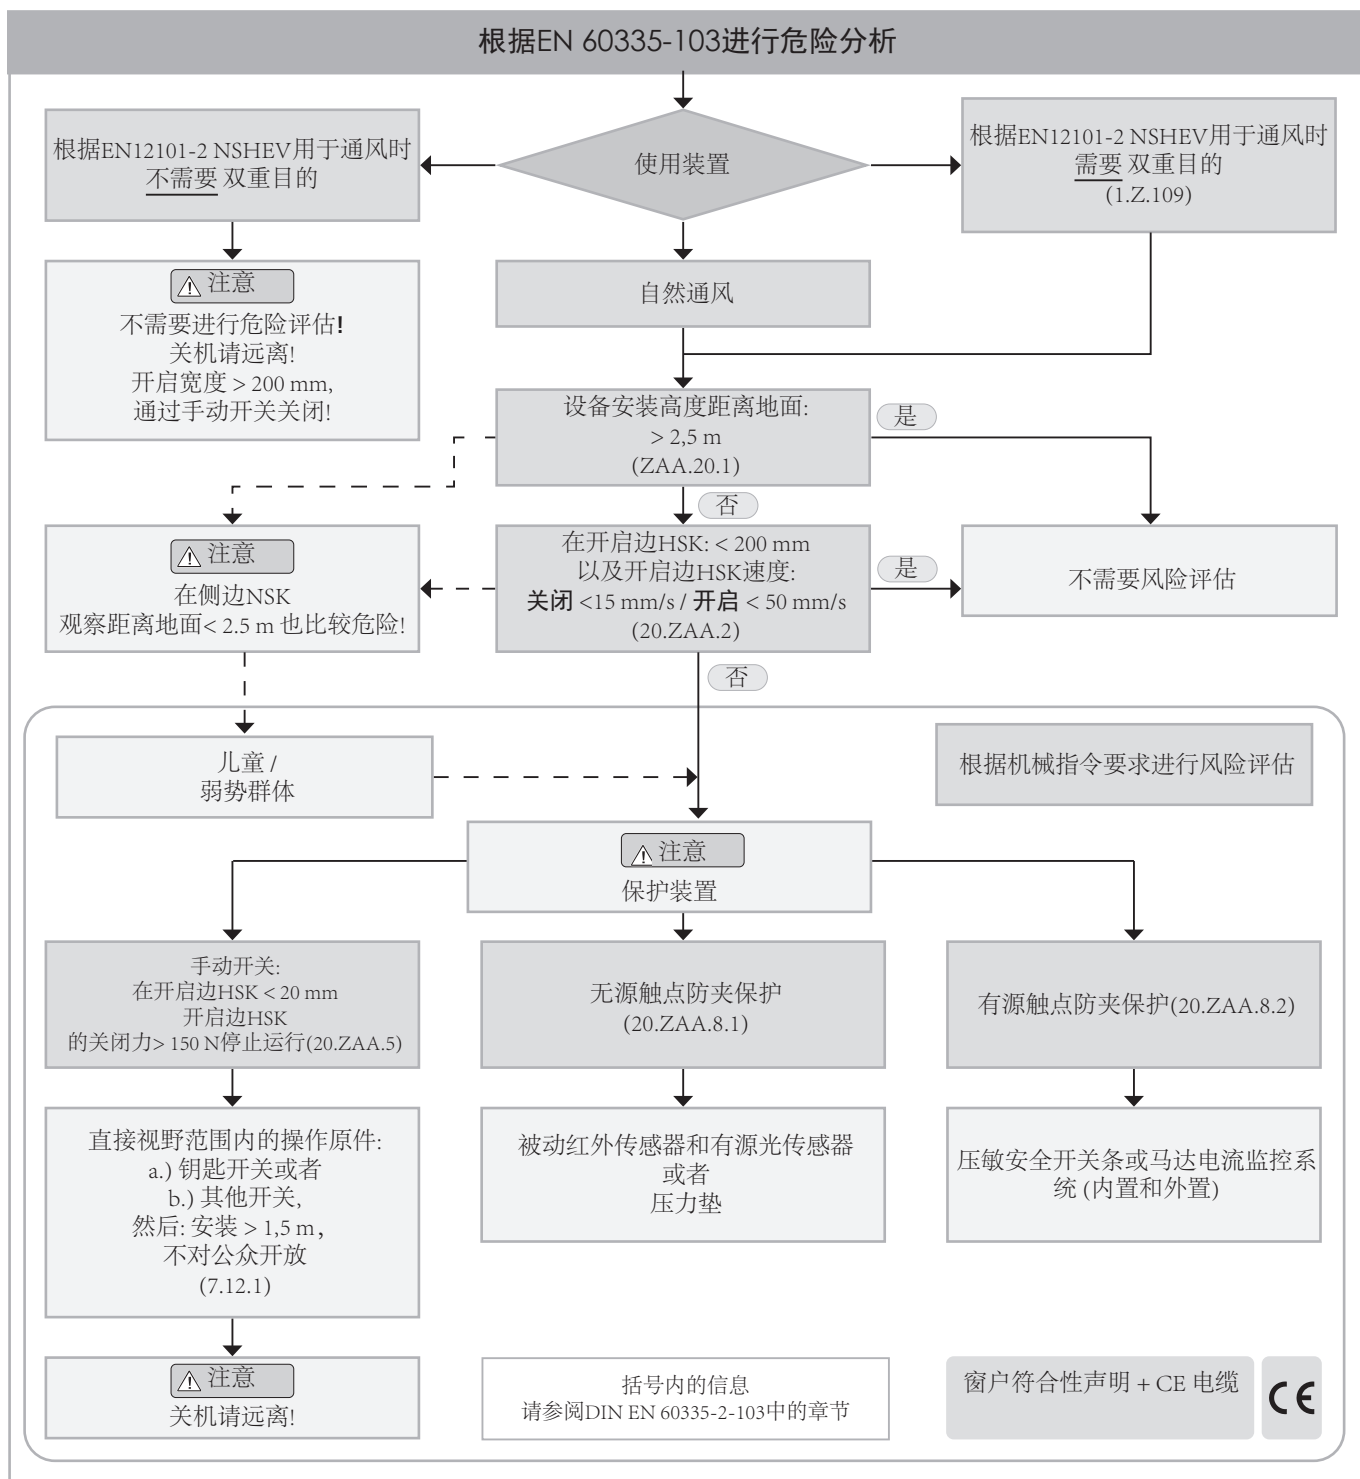 根据EN 60335-103进行危险分析
根据EN12101-2 NSHEV用于通风时
不需要 双重目的
使用装置
根据EN12101-2 NSHEV用于通风时
需要 双重目的
(1.Z.109)
注意
不需要进行危险评估!
关机请远离!
开启宽度 > 200 mm,
通过手动开关关闭!
自然通风
设备安装高度距离地面:
> 2,5 m
(ZAA.20.1)
是
否
注意
在侧边NSK
观察距离地面< 2.5 m 也比较危险!
在开启边HSK: < 200 mm
以及开启边HSK速度:
关闭 <15 mm/s / 开启 < 50 mm/s
(20.ZAA.2)
是
不需要风险评估
否
儿童 /
弱势群体
根据机械指令要求进行风险评估
注意
保护装置
手动开关:
在开启边HSK < 20 mm
开启边HSK
的关闭力> 150 N停止运行(20.ZAA.5)
无源触点防夹保护
(20.ZAA.8.1)
有源触点防夹保护(20.ZAA.8.2)
直接视野范围内的操作原件:
a.) 钥匙开关或者
b.) 其他开关,
然后: 安装 > 1,5 m,
不对公众开放
(7.12.1)
被动红外传感器和有源光传感器
或者
压力垫
压敏安全开关条或马达电流监控系
统 (内置和外置)
注意
关机请远离!
括号内的信息
请参阅DIN EN 60335-2-103中的章节
窗户符合性声明 + CE 电缆
CE